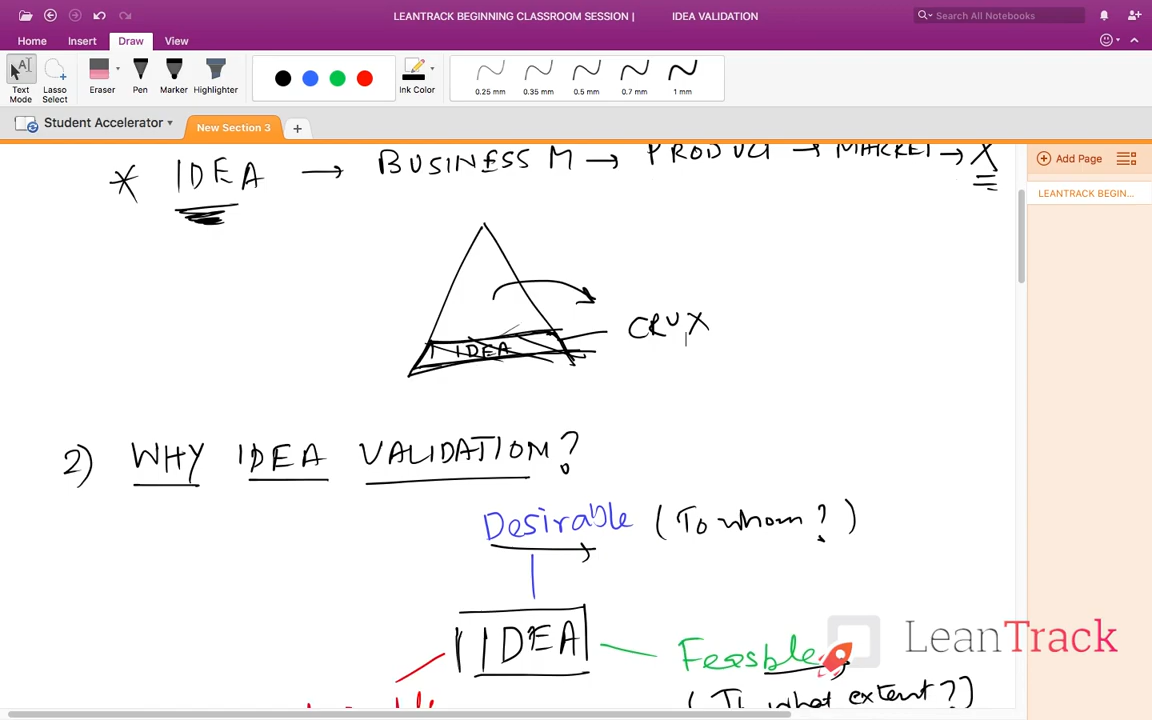 LEANTRACK BEGINNING CLASSROOM SESSION | IDEA VALIDATION
Search All Notebooks
Home Insert Draw View
Text Mode
Lasso Select
Eraser
Pen
Marker
Highlighter
Ink Color
0.25 mm
0.35 mm
0.5 mm
0.7 mm
1 mm
Student Accelerator
New Section 3
Add Page
LEANTRACK BEGIN...
* IDEA → BUSINESS M → PRODUCT → MARKET → X
IDEA
CRUX
2) WHY IDEA VALIDATION?
Desirable (To whom?)
IDEA
Feasible
(To what extent?)
LeanTrack